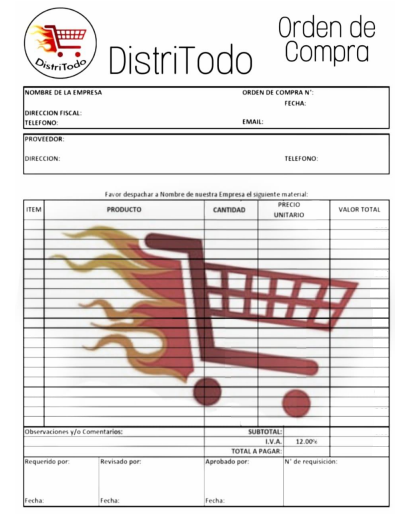 DistriTodo
DistriTodo
Orden de
Compra
NOMBRE DE LA EMPRESA
ORDEN DE COMPRA N°:
FECHA:
DIRECCION FISCAL:
TELEFONO:
EMAIL:
PROVEEDOR:
DIRECCION:
TELEFONO:
Favor despachar a Nombre de nuestra Empresa el siguiente material:
ITEM PRODUCTO CANTIDAD PRECIO UNITARIO VALOR TOTAL
Observaciones y/o Comentarios:
SUBTOTAL:
I.V.A. 12.00%
TOTAL A PAGAR:
Requerido por: Revisado por: Aprobado por: N° de requisición:
Fecha: Fecha: Fecha: